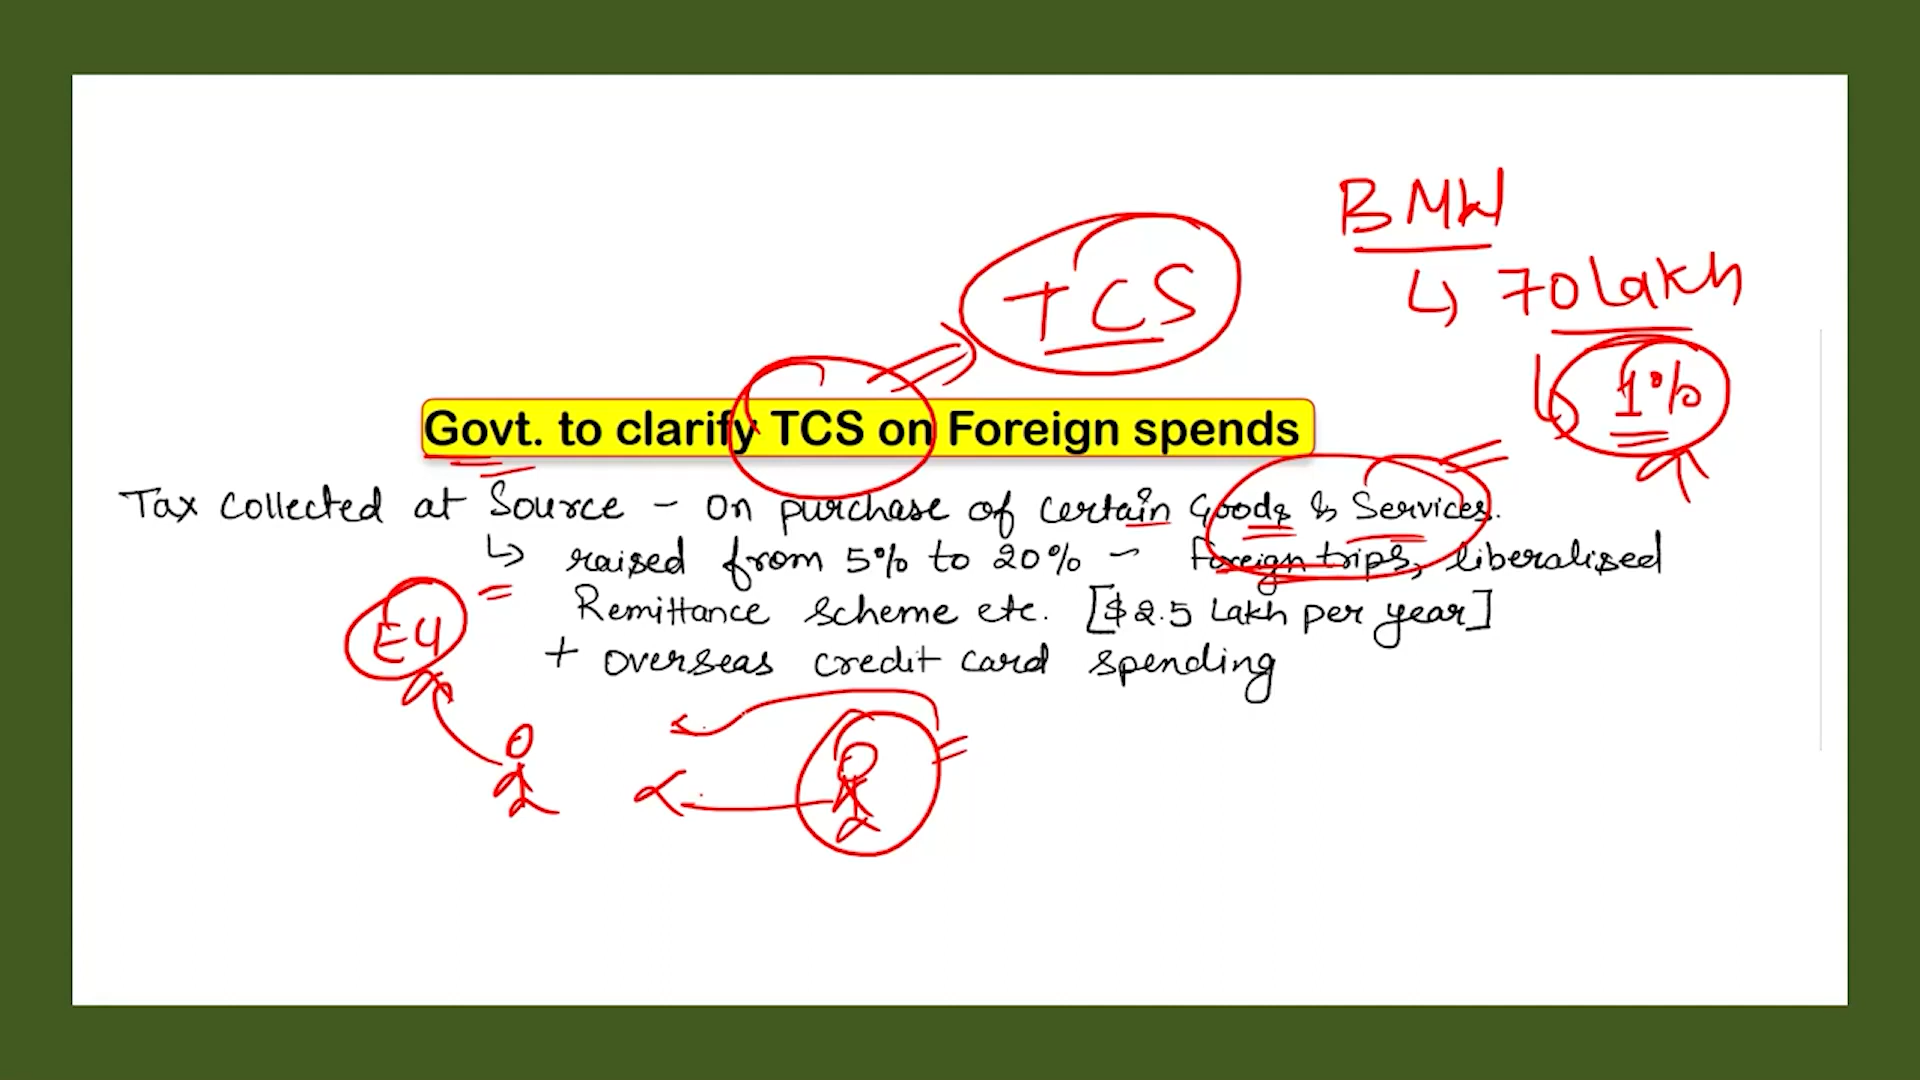 BMW
↳ 70 lakh
TCS
↳ 1%
Govt. to clarify TCS on Foreign spends
Tax collected at Source - on purchase of certain Goods & Services.
↳ raised from 5% to 20% - Foreign trips, liberalised
Remittance Scheme etc. [$2.5 Lakh per year]
+ overseas credit card spending